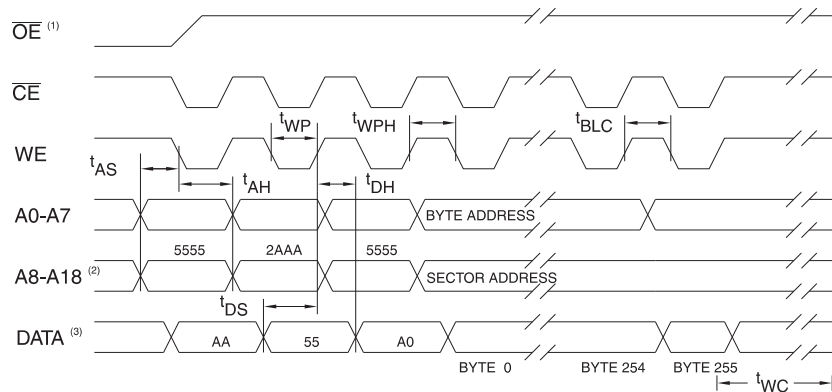 OE (1)
CE
tWP
tWPH
tBLC
WE
tAS
tAH
tDH
A0-A7
BYTE ADDRESS
5555
2AAA
5555
A8-A18 (2)
SECTOR ADDRESS
tDS
DATA (3)
AA
55
A0
BYTE 0
BYTE 254
BYTE 255
tWC